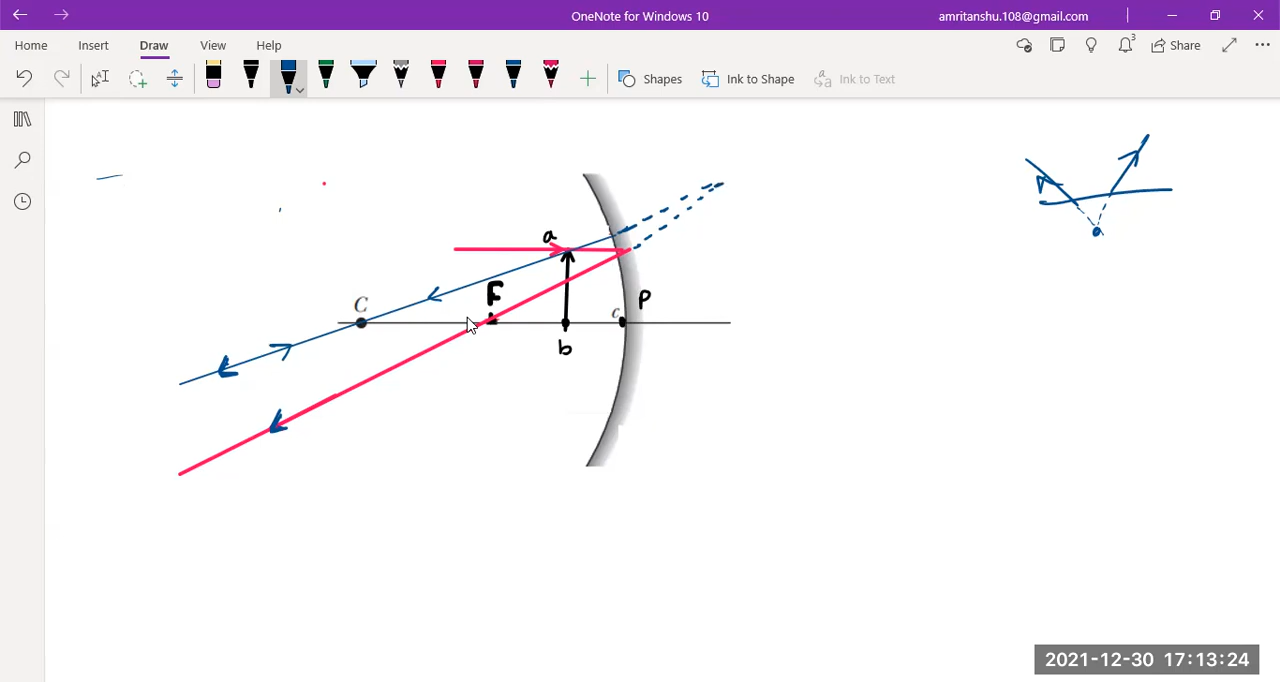 OneNote for Windows 10
amritanshu.108@gmail.com
Home
Insert
Draw
View
Help
3
Share
Shapes
Ink to Shape
Ink to Text
a
C
F
c
P
b
2021-12-30 17:13:24